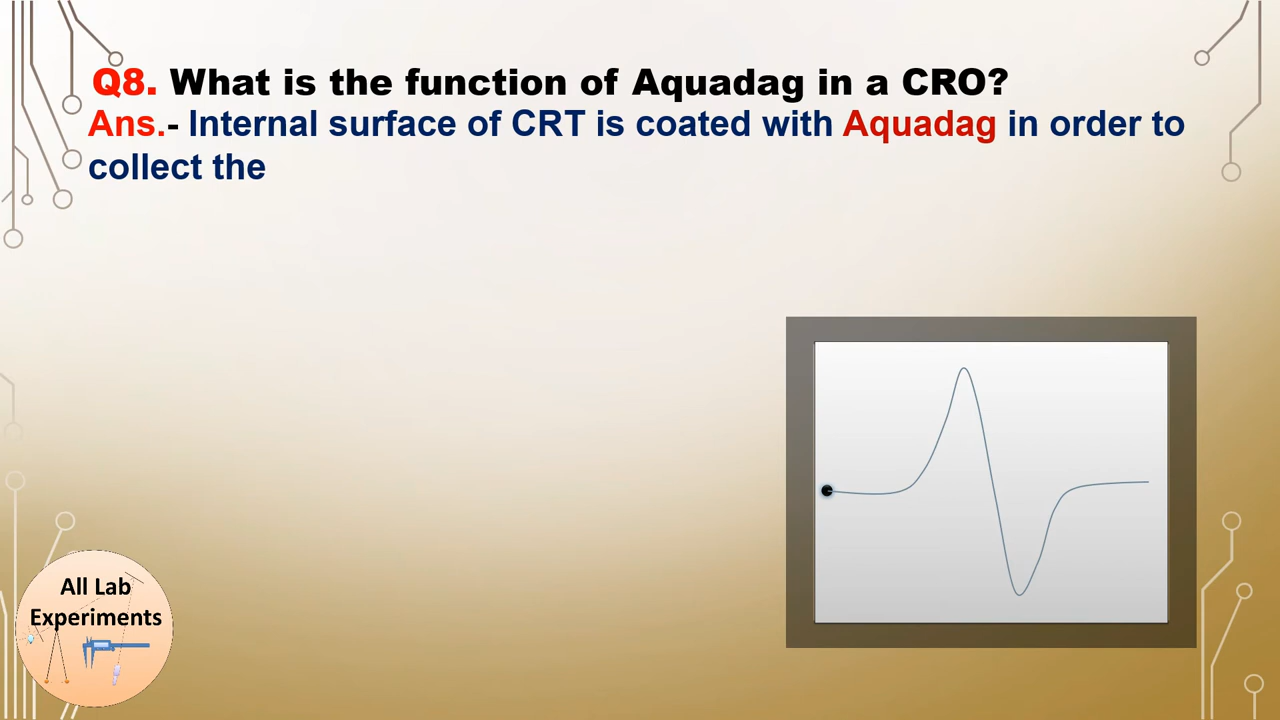 Q8. What is the function of Aquadag in a CRO?
Ans.- Internal surface of CRT is coated with Aquadag in order to
collect the
All Lab
Experiments